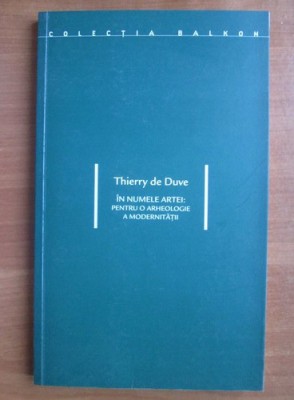 COLECȚIA BALKON
Thierry de Duve
ÎN NUMELE ARTEI:
PENTRU O ARHEOLOGIE
A MODERNITĂȚII